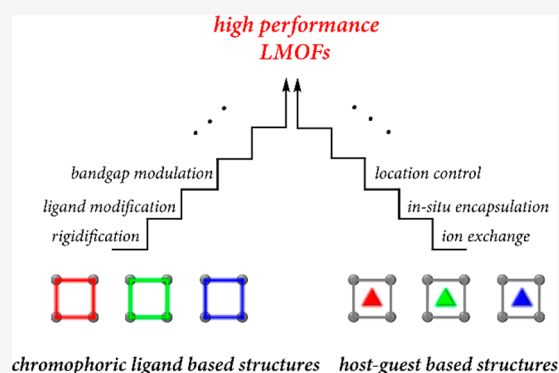 high performance
LMOFs
bandgap modulation
ligand modification
rigidification
location control
in-situ encapsulation
ion exchange
chromophoric ligand based structures
host-guest based structures